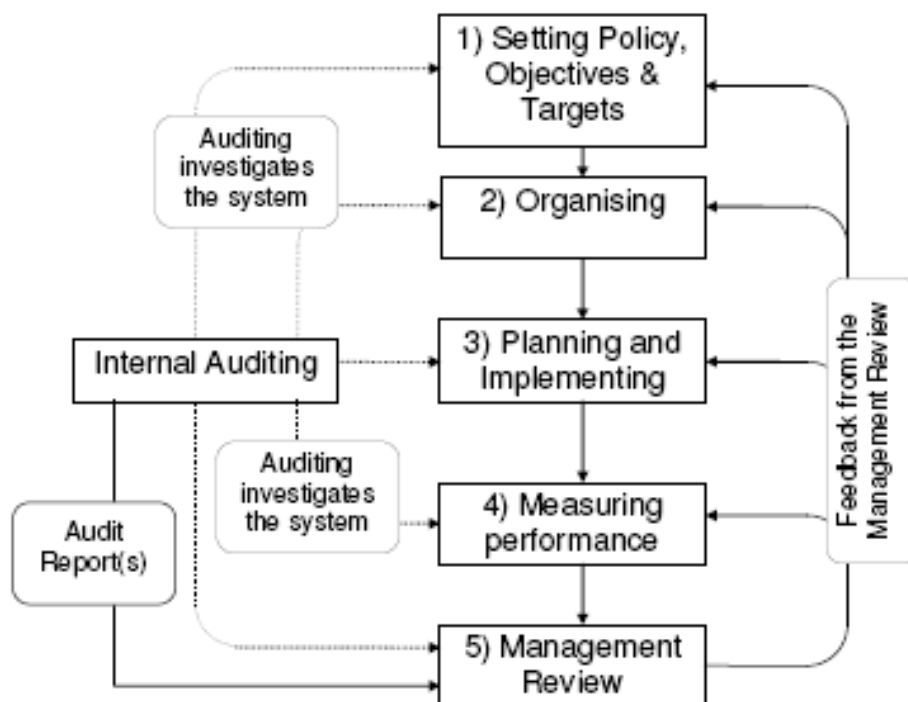 1) Setting Policy,
Objectives &
Targets
Auditing
investigates
the system
2) Organising
Internal Auditing
3) Planning and
Implementing
Auditing
investigates
the system
4) Measuring
performance
Audit
Report(s)
5) Management
Review
Feedback from the
Management Review